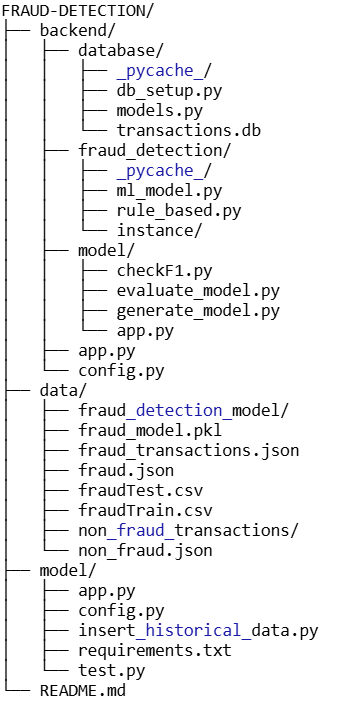 FRAUD-DETECTION/
├── backend/
│   ├── database/
│   │   ├── _pycache_/
│   │   ├── db_setup.py
│   │   ├── models.py
│   │   └── transactions.db
│   ├── fraud_detection/
│   │   ├── _pycache_/
│   │   ├── ml_model.py
│   │   ├── rule_based.py
│   │   └── instance/
│   ├── model/
│   │   ├── checkF1.py
│   │   ├── evaluate_model.py
│   │   ├── generate_model.py
│   │   └── app.py
│   ├── app.py
│   └── config.py
├── data/
│   ├── fraud_detection_model/
│   ├── fraud_model.pkl
│   ├── fraud_transactions.json
│   ├── fraud.json
│   ├── fraudTest.csv
│   ├── fraudTrain.csv
│   ├── non_fraud_transactions/
│   └── non_fraud.json
├── model/
│   ├── app.py
│   ├── config.py
│   ├── insert_historical_data.py
│   ├── requirements.txt
│   └── test.py
└── README.md